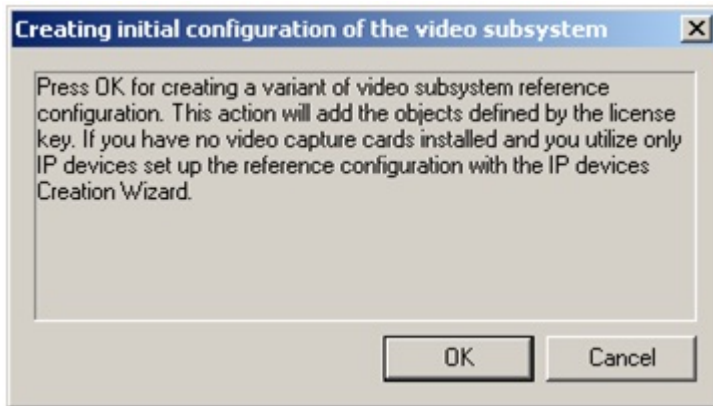 Creating initial configuration of the video subsystem
Press OK for creating a variant of video subsystem reference
configuration. This action will add the objects defined by the license
key. If you have no video capture cards installed and you utilize only
IP devices set up the reference configuration with the IP devices
Creation Wizard.
OK
Cancel